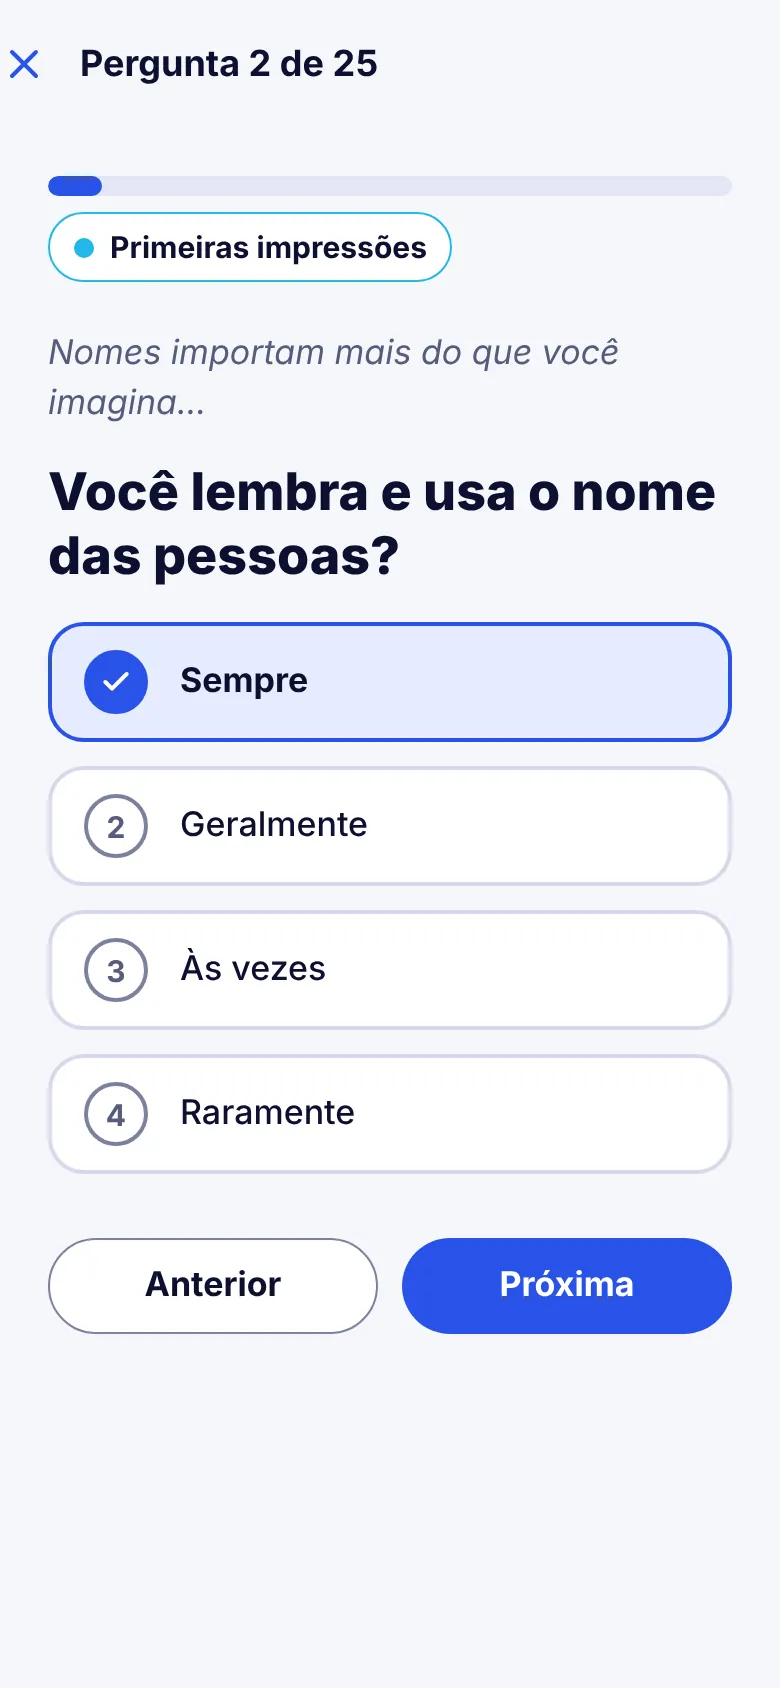 Pergunta 2 de 25
Primeiras impressões
Nomes importam mais do que você
imagina...
Você lembra e usa o nome
das pessoas?
Sempre
2 Geralmente
3 Às vezes
4 Raramente
Anterior Próxima